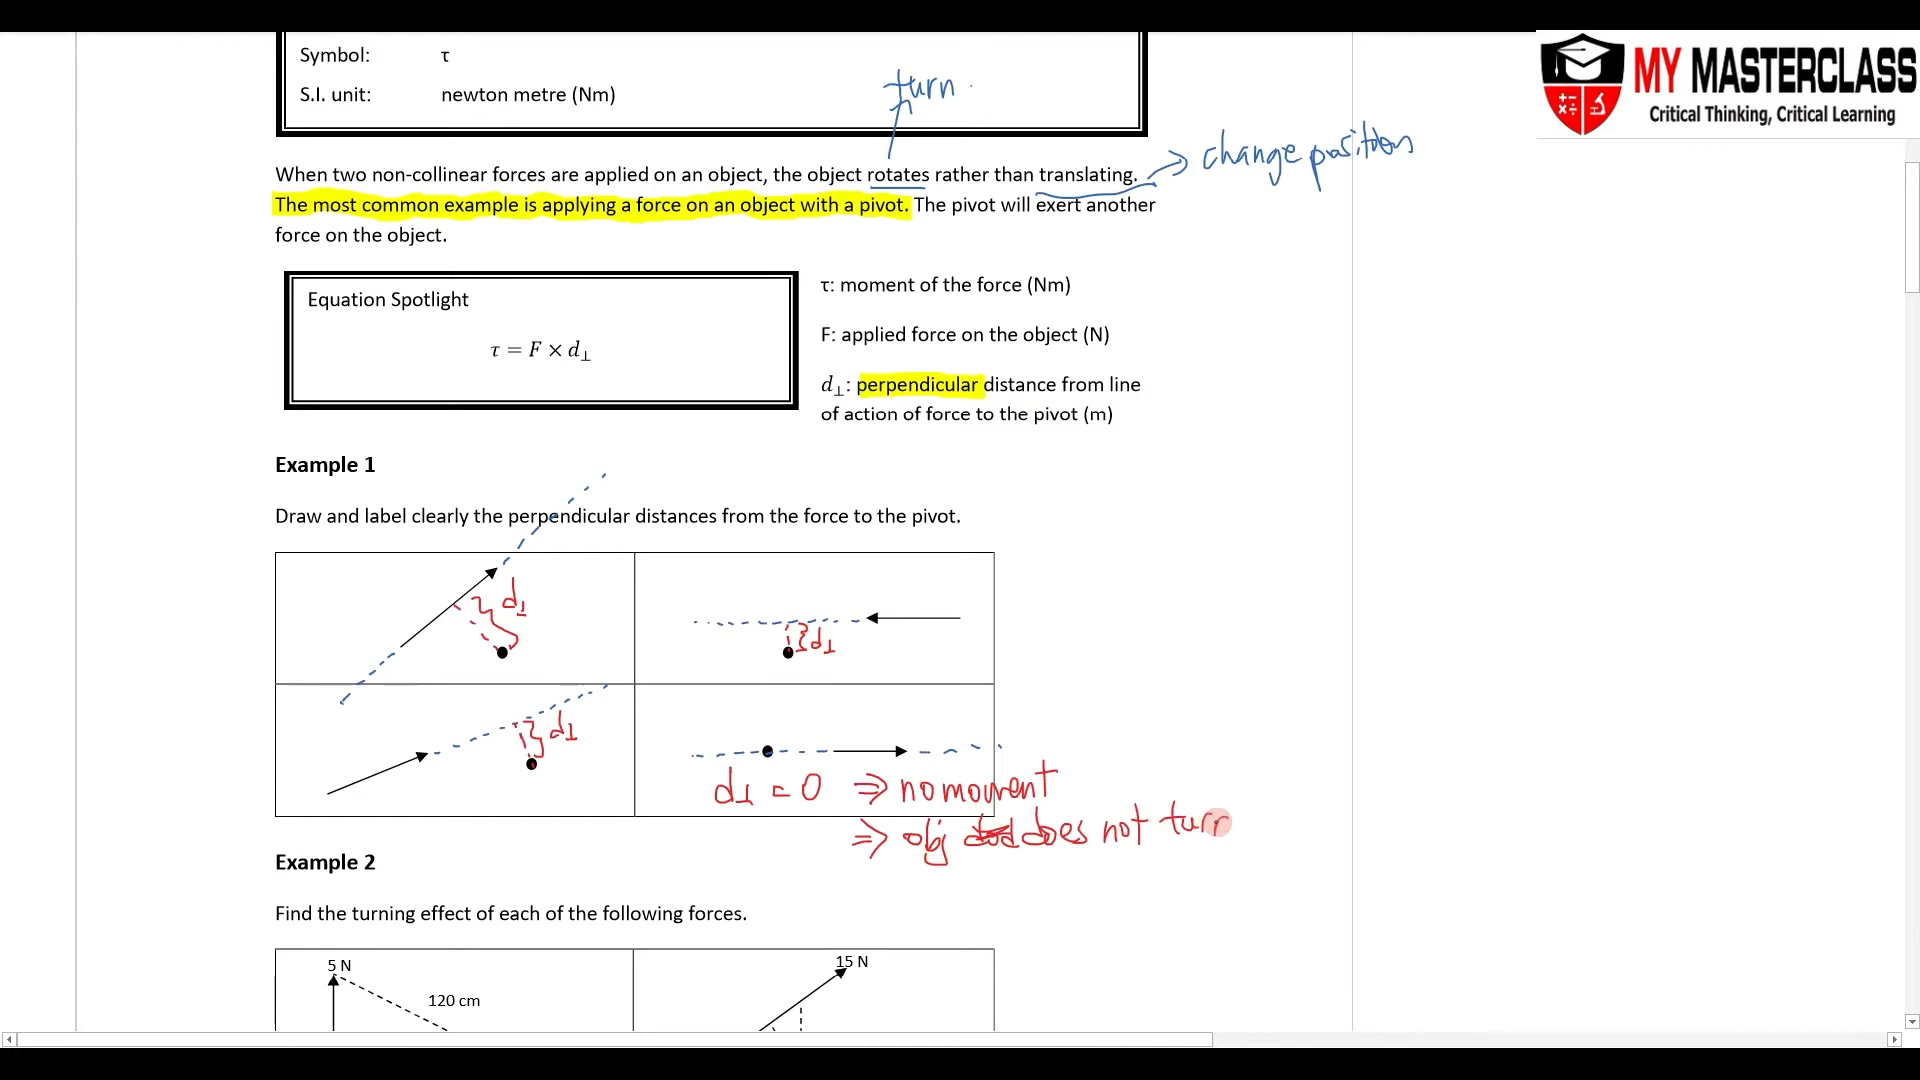 MY MASTERCLASS
Critical Thinking, Critical Learning
Symbol: τ
S.I. unit: newton metre (Nm)
turn
change position
When two non-collinear forces are applied on an object, the object rotates rather than translating.
The most common example is applying a force on an object with a pivot. The pivot will exert another
force on the object.
Equation Spotlight
τ = F × d⊥
τ: moment of the force (Nm)
F: applied force on the object (N)
d⊥: perpendicular distance from line
of action of force to the pivot (m)
Example 1
Draw and label clearly the perpendicular distances from the force to the pivot.
d⊥
d⊥
d⊥
d⊥ = 0 ⇒ no moment
⇒ obj does not turn
Example 2
Find the turning effect of each of the following forces.
5 N
120 cm
15 N